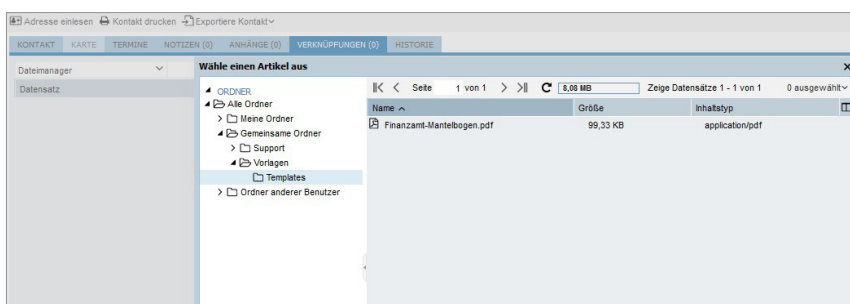 Adresse einlesen Kontakt drucken Exportiere Kontakt
KONTAKT KARTE TERMINE NOTIZEN (0) ANHÄNGE (0) VERKNÜPFUNGEN (0) HISTORIE
Dateimanager
Datensatz
Wähle einen Artikel aus
ORDNER
Alle Ordner
Meine Ordner
Gemeinsame Ordner
Support
Vorlagen
Templates
Ordner anderer Benutzer
Seite 1 von 1 8,08 MB Zeige Datensätze 1 - 1 von 1 0 ausgewählt
Name Größe Inhaltstyp
Finanzamt-Mantelbogen.pdf 99,33 KB application/pdf